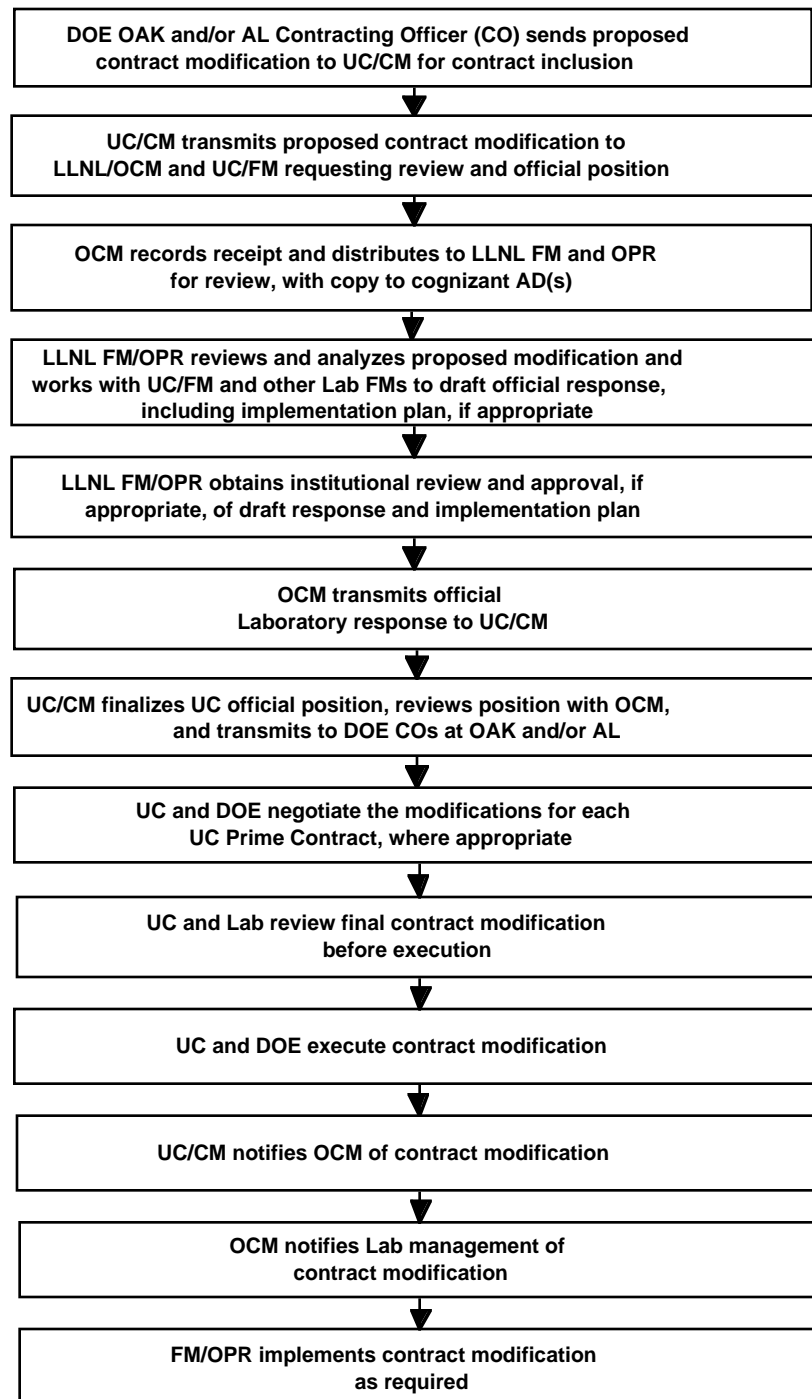 DOE OAK and/or AL Contracting Officer (CO) sends proposed
contract modification to UC/CM for contract inclusion
UC/CM transmits proposed contract modification to
LLNL/OCM and UC/FM requesting review and official position
OCM records receipt and distributes to LLNL FM and OPR
for review, with copy to cognizant AD(s)
LLNL FM/OPR reviews and analyzes proposed modification and
works with UC/FM and other Lab FMs to draft official response,
including implementation plan, if appropriate
LLNL FM/OPR obtains institutional review and approval, if
appropriate, of draft response and implementation plan
OCM transmits official
Laboratory response to UC/CM
UC/CM finalizes UC official position, reviews position with OCM,
and transmits to DOE COs at OAK and/or AL
UC and DOE negotiate the modifications for each
UC Prime Contract, where appropriate
UC and Lab review final contract modification
before execution
UC and DOE execute contract modification
UC/CM notifies OCM of contract modification
OCM notifies Lab management of
contract modification
FM/OPR implements contract modification
as required